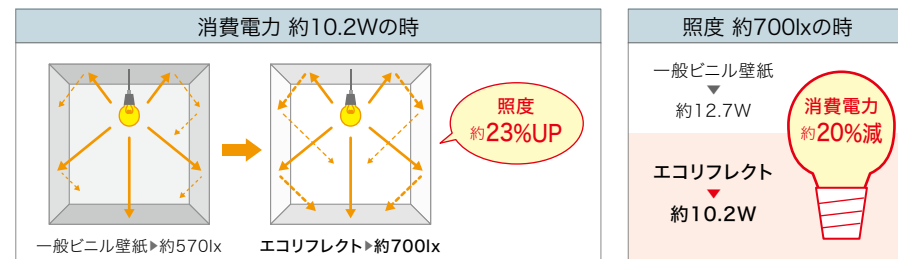 消費電力 約10.2Wの時
照度
約23%UP
一般ビニル壁紙▶約570lx
エコリフレクト▶約700lx
照度 約700lxの時
一般ビニル壁紙
▼
約12.7W
消費電力
約20%減
エコリフレクト
▼
約10.2W